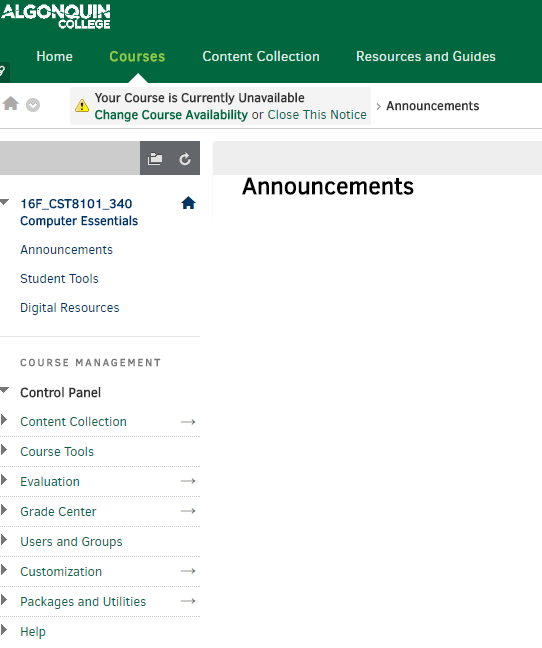 ALGONQUIN
COLLEGE
Home Courses Content Collection Resources and Guides
Your Course is Currently Unavailable
Change Course Availability or Close This Notice
Announcements
Announcements
16F_CST8101_340
Computer Essentials
Announcements
Student Tools
Digital Resources
COURSE MANAGEMENT
Control Panel
Content Collection
Course Tools
Evaluation
Grade Center
Users and Groups
Customization
Packages and Utilities
Help